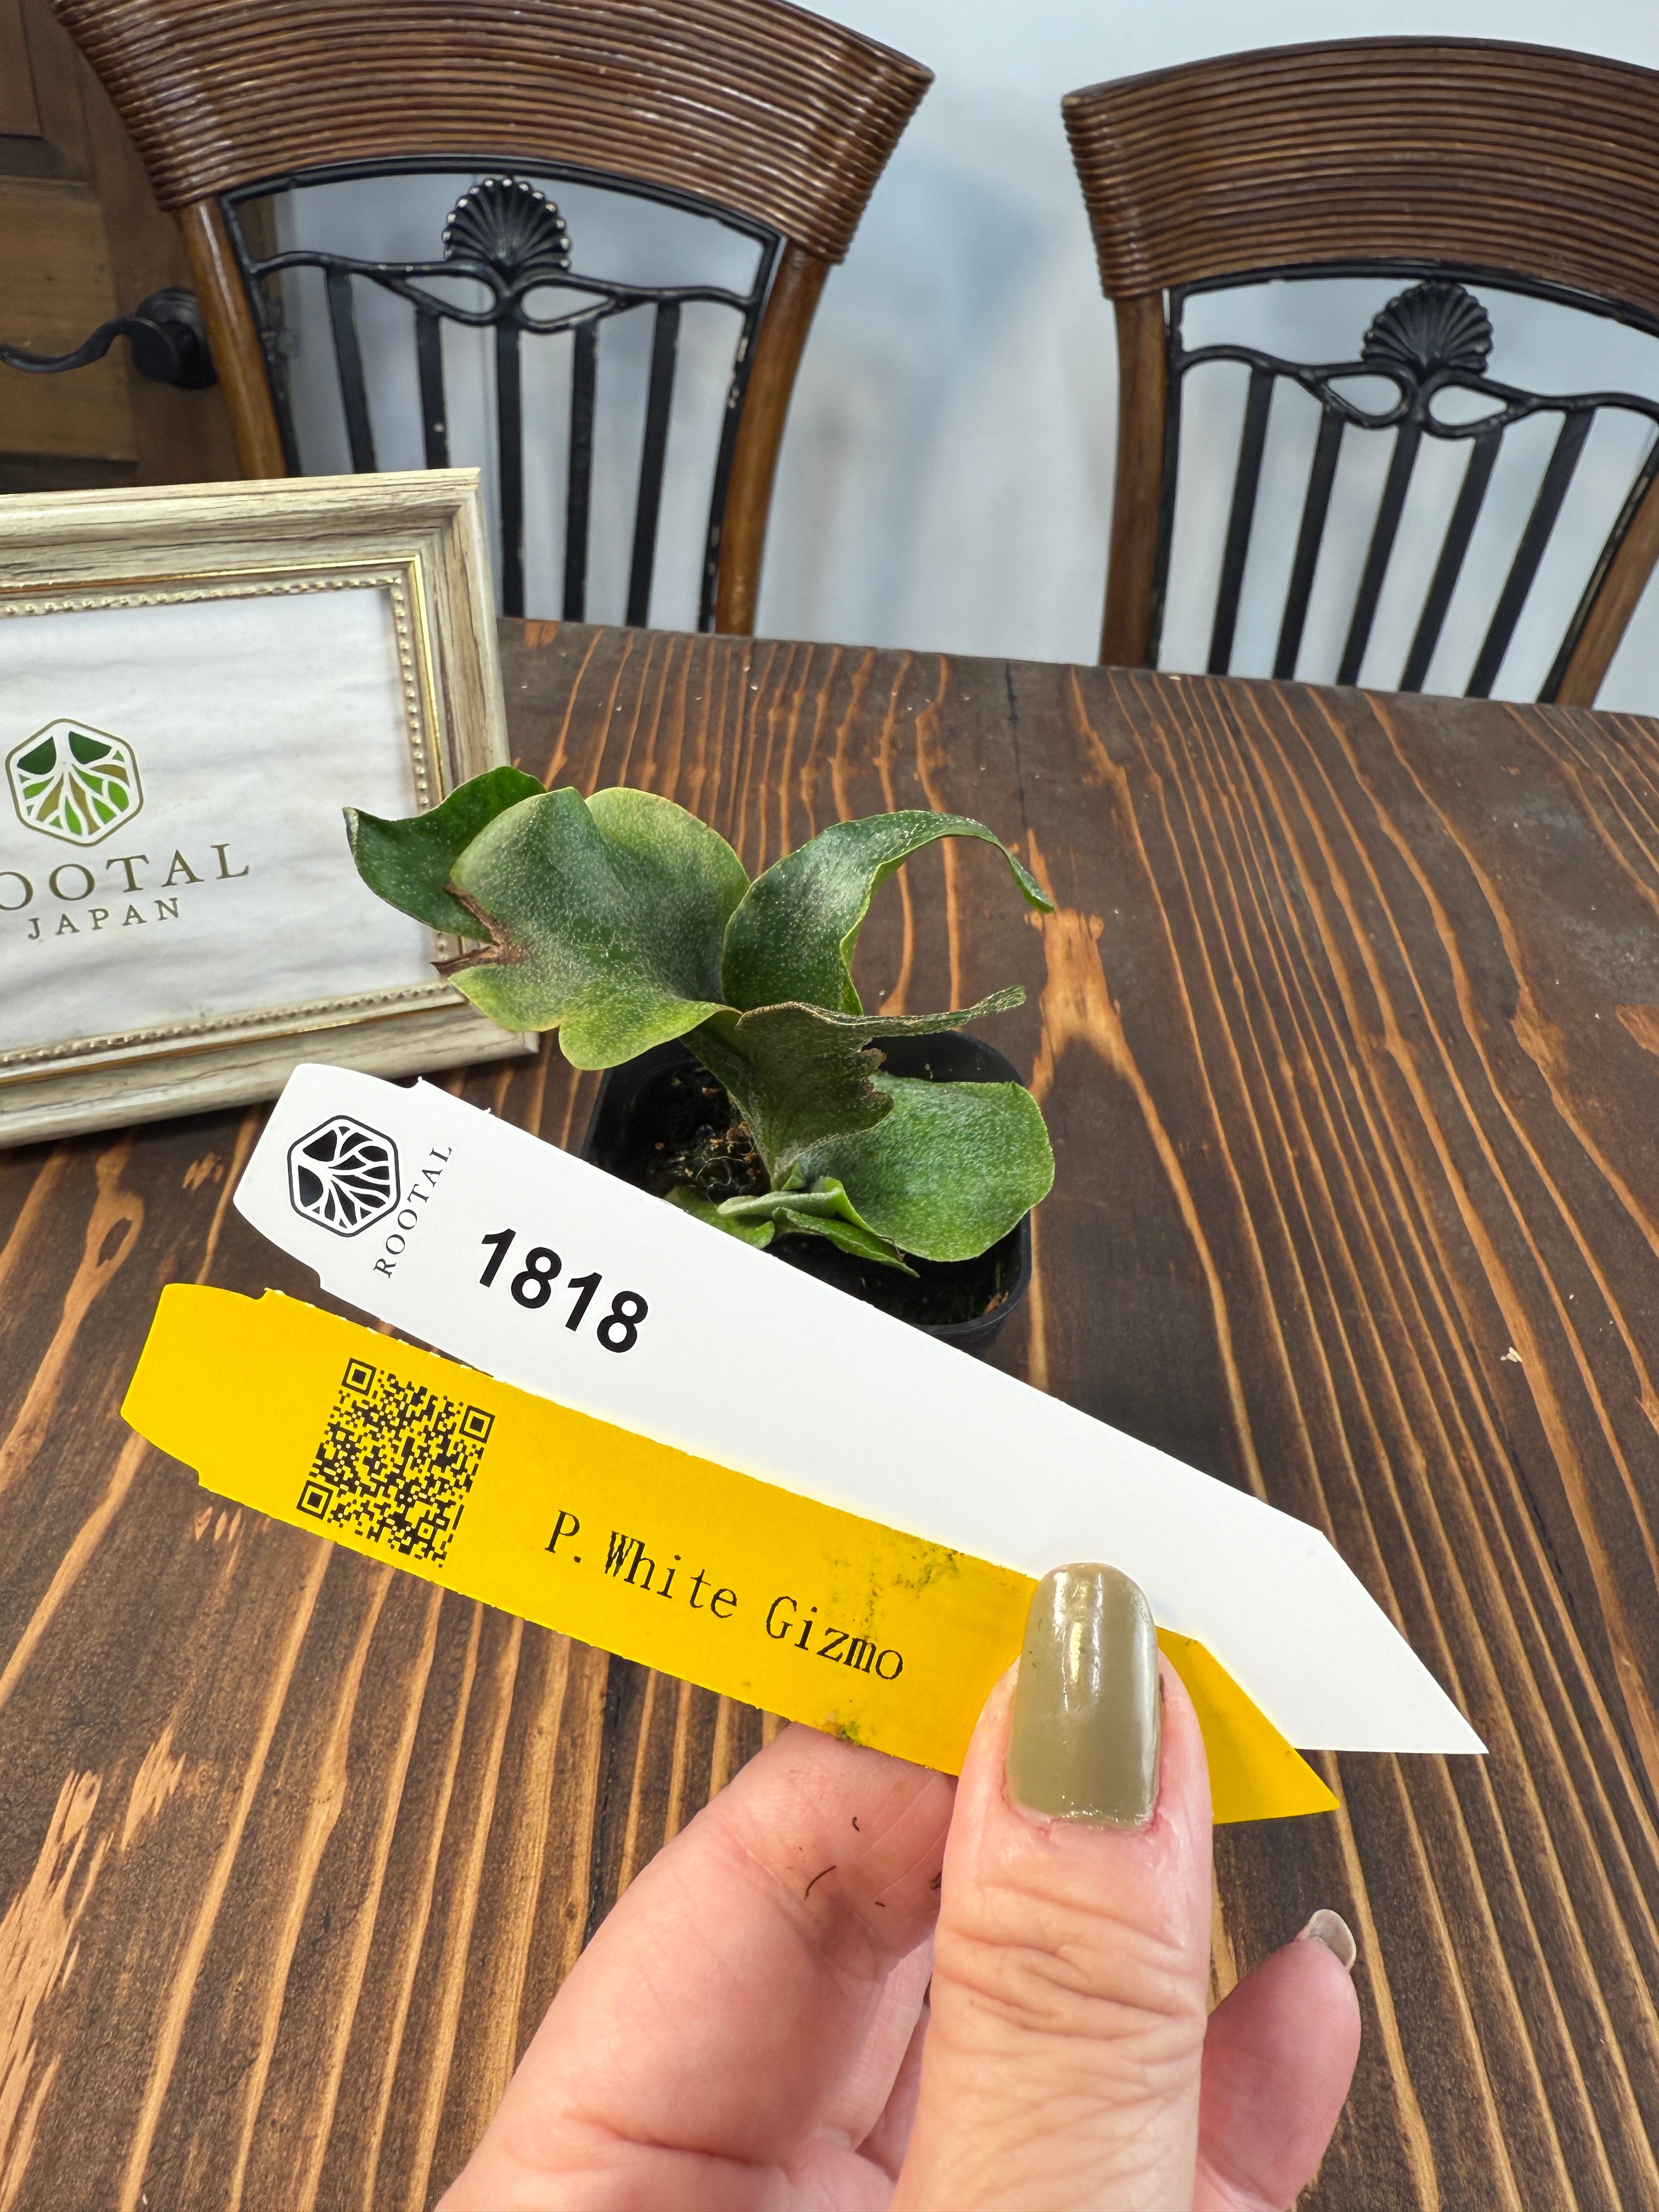 ROOTAL
JAPAN
ROOTAL
1818
P. White Gizmo